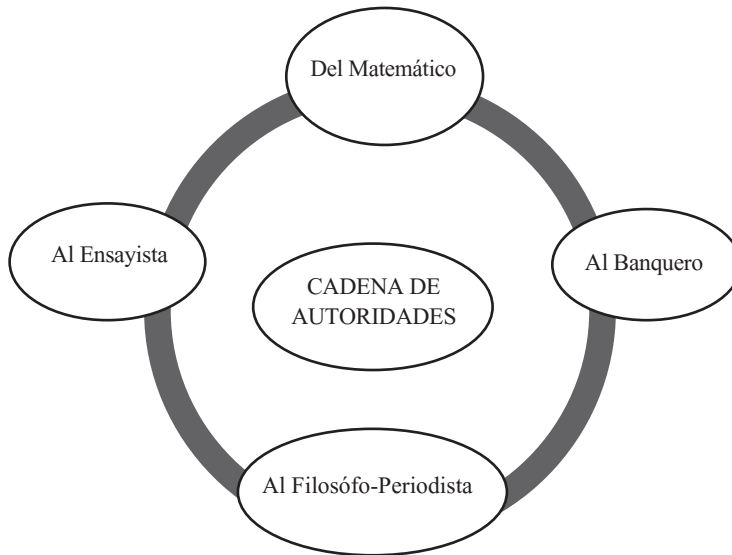 Del Matemático
Al Ensayista
Al Banquero
CADENA DE
AUTORIDADES
Al Filosófo-Periodista